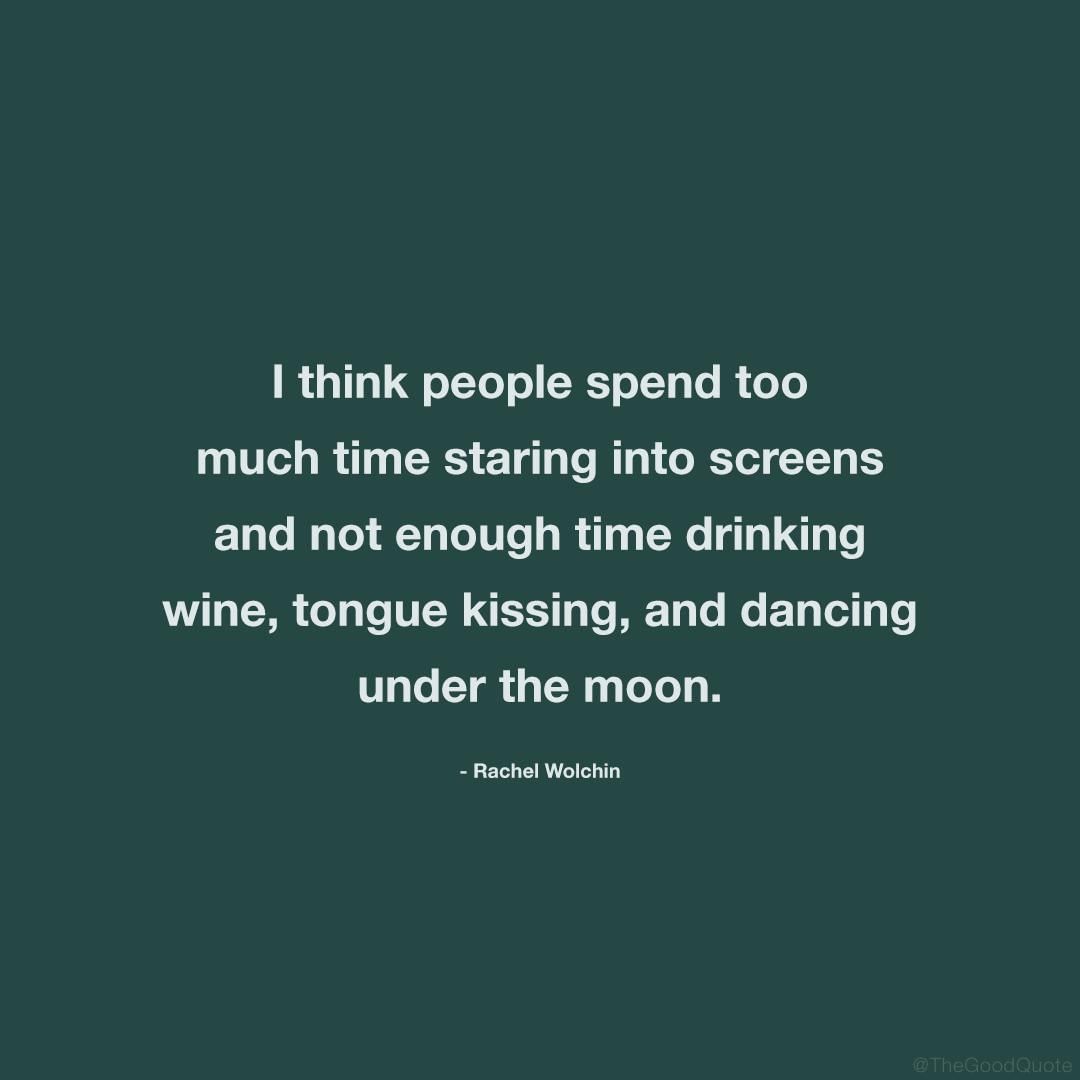 I think people spend too
much time staring into screens
and not enough time drinking
wine, tongue kissing, and dancing
under the moon.
- Rachel Wolchin
@TheGoodQuote